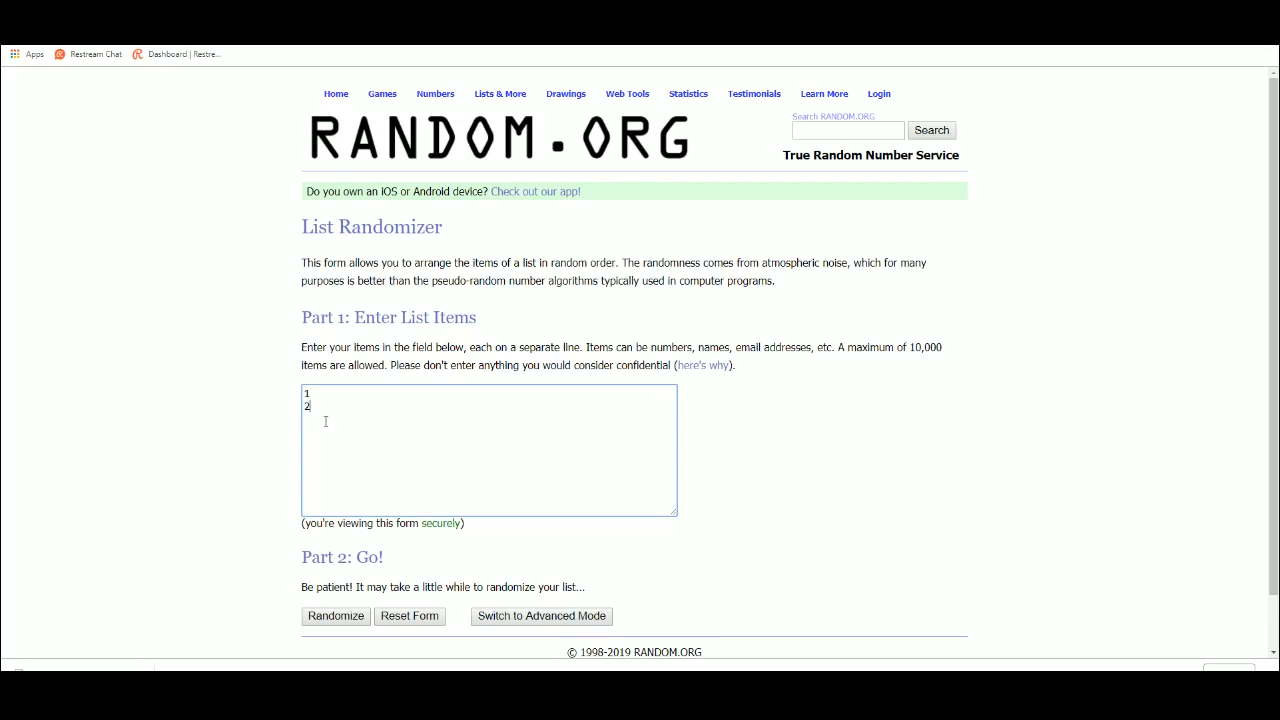 Apps Restream Chat Dashboard | Restre...
Home Games Numbers Lists & More Drawings Web Tools Statistics Testimonials Learn More Login
RANDOM.ORG
Search RANDOM.ORG
Search
True Random Number Service
Do you own an iOS or Android device? Check out our app!
List Randomizer
This form allows you to arrange the items of a list in random order. The randomness comes from atmospheric noise, which for many
purposes is better than the pseudo-random number algorithms typically used in computer programs.
Part 1: Enter List Items
Enter your items in the field below, each on a separate line. Items can be numbers, names, email addresses, etc. A maximum of 10,000
items are allowed. Please don't enter anything you would consider confidential (here's why).
1
2
(you're viewing this form securely)
Part 2: Go!
Be patient! It may take a little while to randomize your list...
Randomize Reset Form Switch to Advanced Mode
© 1998-2019 RANDOM.ORG